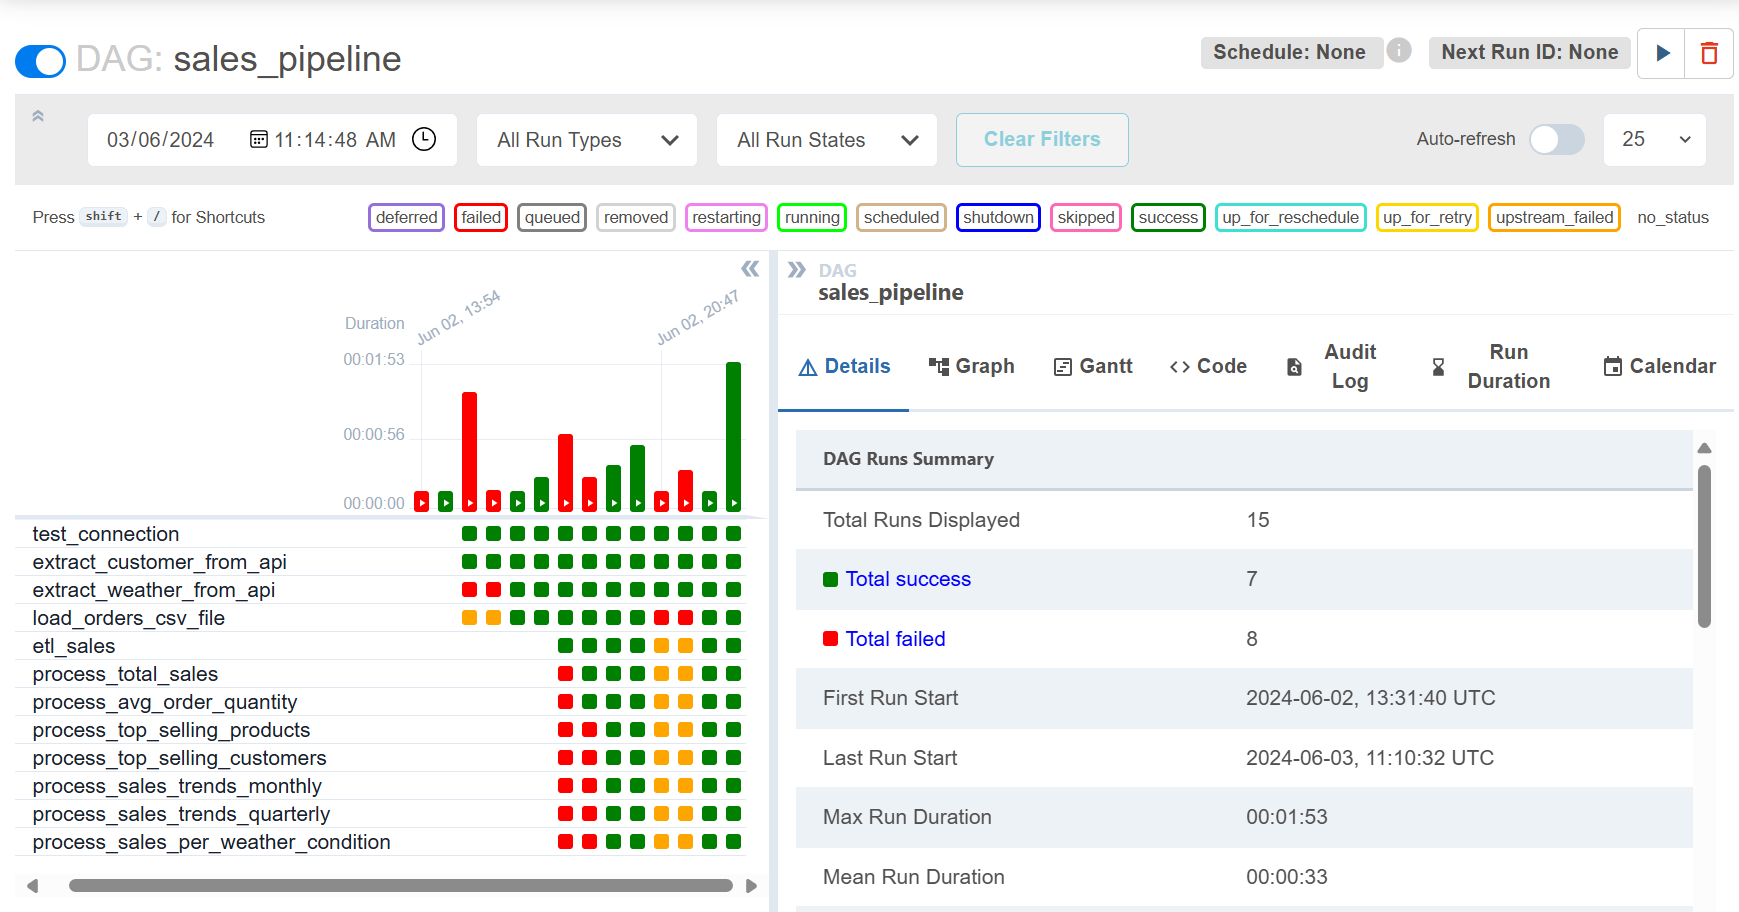 DAG: sales_pipeline
Schedule: None
i
Next Run ID: None
03/06/2024 11:14:48 AM
All Run Types
All Run States
Clear Filters
Auto-refresh
25
Press shift + / for Shortcuts
deferred failed queued removed restarting running scheduled shutdown skipped success up_for_reschedule up_for_retry upstream_failed no_status
Jun 02, 13:54
Jun 02, 20:47
Duration
00:01:53
00:00:56
00:00:00
test_connection
extract_customer_from_api
extract_weather_from_api
load_orders_csv_file
etl_sales
process_total_sales
process_avg_order_quantity
process_top_selling_products
process_top_selling_customers
process_sales_trends_monthly
process_sales_trends_quarterly
process_sales_per_weather_condition
DAG
sales_pipeline
Details
Graph
Gantt
Code
Audit
Log
Run
Duration
Calendar
DAG Runs Summary
Total Runs Displayed 15
Total success 7
Total failed 8
First Run Start 2024-06-02, 13:31:40 UTC
Last Run Start 2024-06-03, 11:10:32 UTC
Max Run Duration 00:01:53
Mean Run Duration 00:00:33